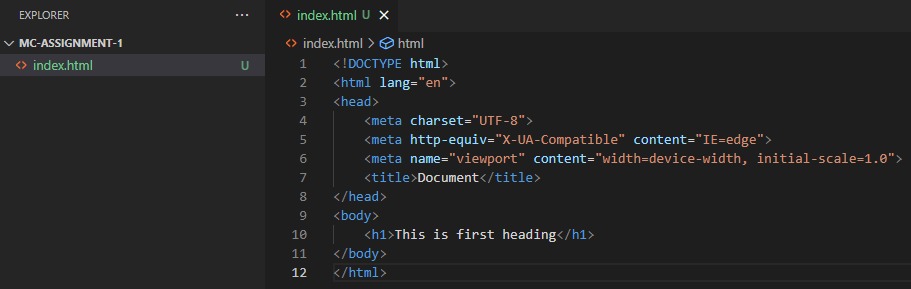 EXPLORER ···
MC-ASSIGNMENT-1
index.html U
index.html U
index.html > html
1 <!DOCTYPE html>
2 <html lang="en">
3 <head>
4     <meta charset="UTF-8">
5     <meta http-equiv="X-UA-Compatible" content="IE=edge">
6     <meta name="viewport" content="width=device-width, initial-scale=1.0">
7     <title>Document</title>
8 </head>
9 <body>
10     <h1>This is first heading</h1>
11 </body>
12 </html>